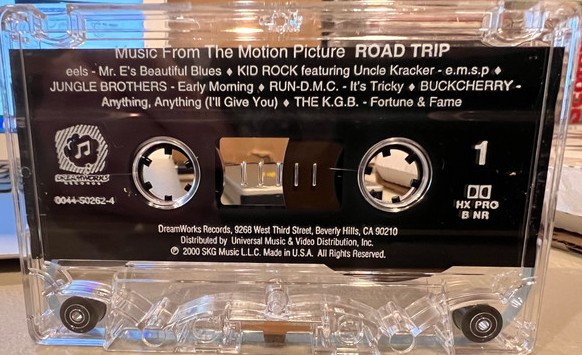 Music From The Motion Picture ROAD TRIP
eels - Mr. E's Beautiful Blues ♦ KID ROCK featuring Uncle Kracker - e.m.s.p ♦
JUNGLE BROTHERS - Early Morning ♦ RUN-D.M.C. - It's Tricky ♦ BUCKCHERRY -
Anything, Anything (I'll Give You) ♦ THE K.G.B. - Fortune & Fame
1
DREAMWORKS
RECORDS
0044-50262-4
HX PRO
B NR
DreamWorks Records, 9268 West Third Street, Beverly Hills, CA 90210
Distributed by Universal Music & Video Distribution, Inc.
℗ 2000 SKG Music L.L.C. Made in U.S.A. All Rights Reserved.